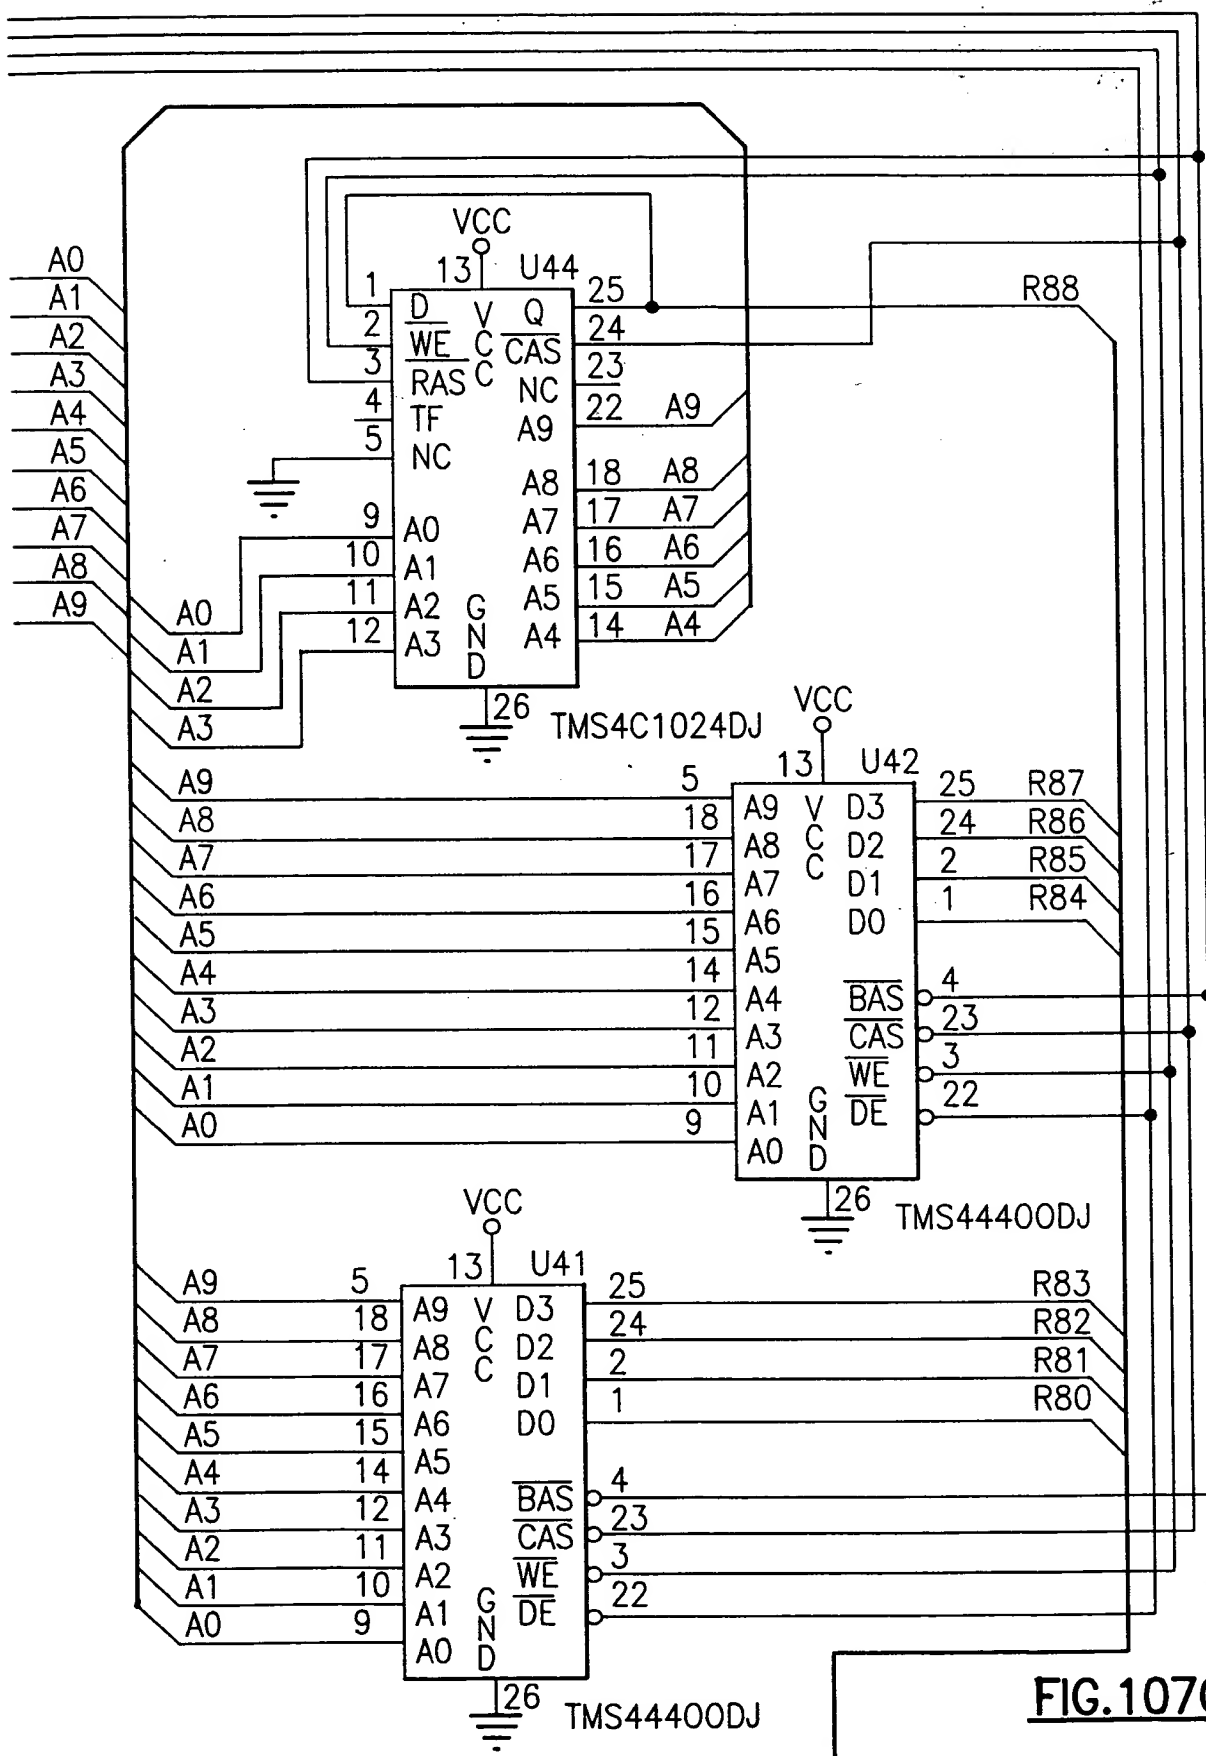 A0
A1
A2
A3
A4
A5
A6
A7
A8
A9
VCC
13 U44
1 D VCC Q 25 R88
2 WE CAS 24
3 RAS NC 23
4 TF A9 22 A9
5 NC
A8 18 A8
A7 17 A7
A6 16 A6
A5 15 A5
A4 14 A4
A0 9 A0
A1 10 A1
A2 11 A2
A3 12 A3
GND
26 TMS4C1024DJ
VCC
13 U42
A9 5 A9 VCC D3 25 R87
A8 18 A8 D2 24 R86
A7 17 A7 D1 2 R85
A6 16 A6 D0 1 R84
A5 15 A5
A4 14 A4 BAS 4
A3 12 A3 CAS 23
A2 11 A2 WE 3
A1 10 A1 GND DE 22
A0 9 A0
26 TMS44400DJ
VCC
13 U41
A9 5 A9 VCC D3 25 R83
A8 18 A8 D2 24 R82
A7 17 A7 D1 2 R81
A6 16 A6 D0 1 R80
A5 15 A5
A4 14 A4 BAS 4
A3 12 A3 CAS 23
A2 11 A2 WE 3
A1 10 A1 GND DE 22
A0 9 A0
26 TMS44400DJ
FIG.107